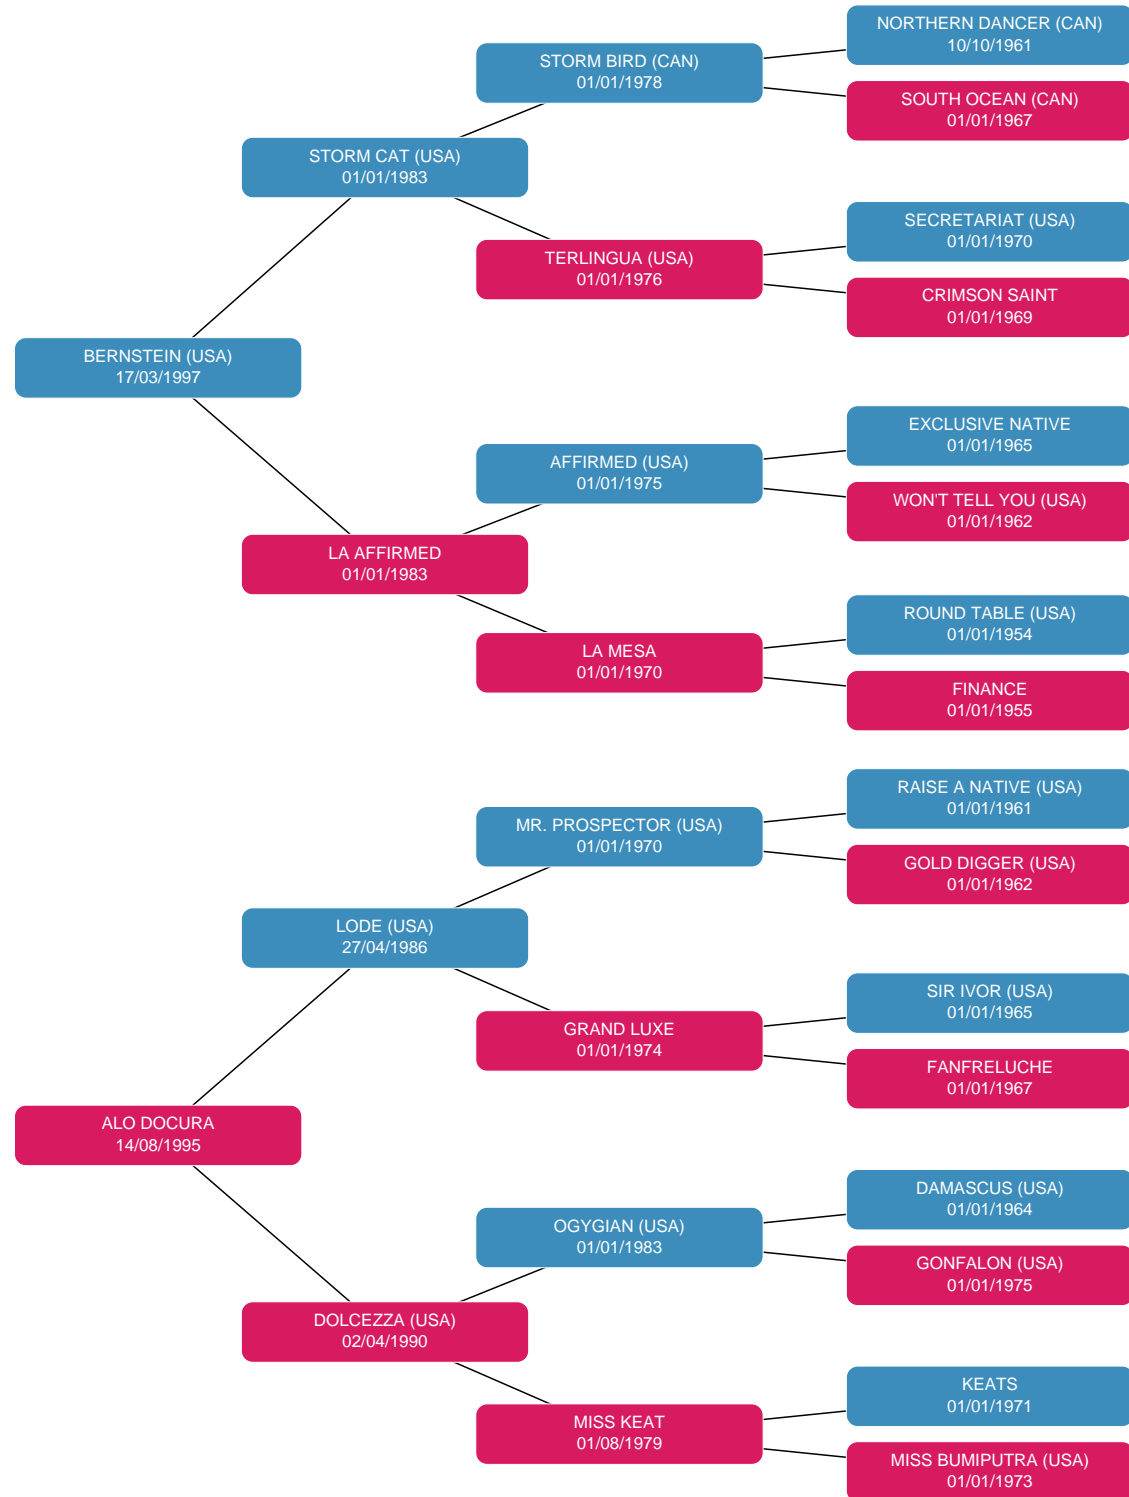 NORTHERN DANCER (CAN)
10/10/1961
STORM BIRD (CAN)
01/01/1978
SOUTH OCEAN (CAN)
01/01/1967
STORM CAT (USA)
01/01/1983
SECRETARIAT (USA)
01/01/1970
TERLINGUA (USA)
01/01/1976
CRIMSON SAINT
01/01/1969
BERNSTEIN (USA)
17/03/1997
EXCLUSIVE NATIVE
01/01/1965
AFFIRMED (USA)
01/01/1975
WON'T TELL YOU (USA)
01/01/1962
LA AFFIRMED
01/01/1983
ROUND TABLE (USA)
01/01/1954
LA MESA
01/01/1970
FINANCE
01/01/1955
RAISE A NATIVE (USA)
01/01/1961
MR. PROSPECTOR (USA)
01/01/1970
GOLD DIGGER (USA)
01/01/1962
LODE (USA)
27/04/1986
SIR IVOR (USA)
01/01/1965
GRAND LUXE
01/01/1974
FANFRELUCHE
01/01/1967
ALO DOCURA
14/08/1995
DAMASCUS (USA)
01/01/1964
OGYGIAN (USA)
01/01/1983
GONFALON (USA)
01/01/1975
DOLCEZZA (USA)
02/04/1990
KEATS
01/01/1971
MISS KEAT
01/08/1979
MISS BUMIPUTRA (USA)
01/01/1973